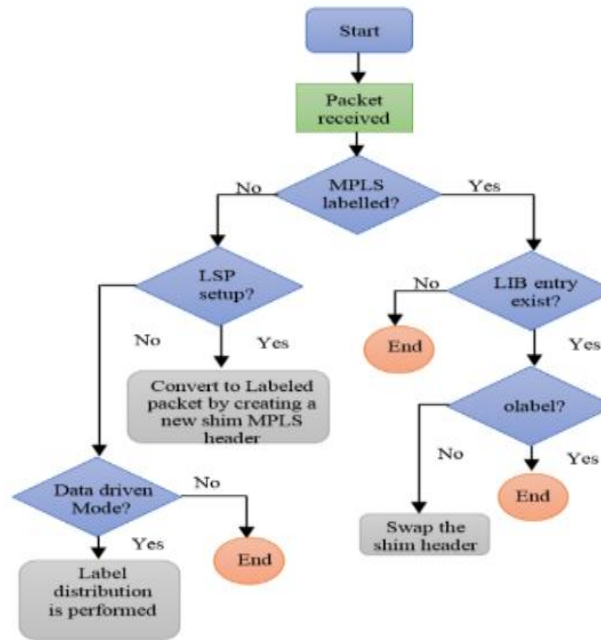 Start
Packet
received
MPLS
labelled?
No
Yes
LSP
setup?
LIB entry
exist?
No
No
Yes
End
Yes
Convert to Labeled
packet by creating a
new shim MPLS
header
olabel?
No
Yes
Data driven
Mode?
No
End
Swap the
shim header
Yes
End
Label
distribution
is performed